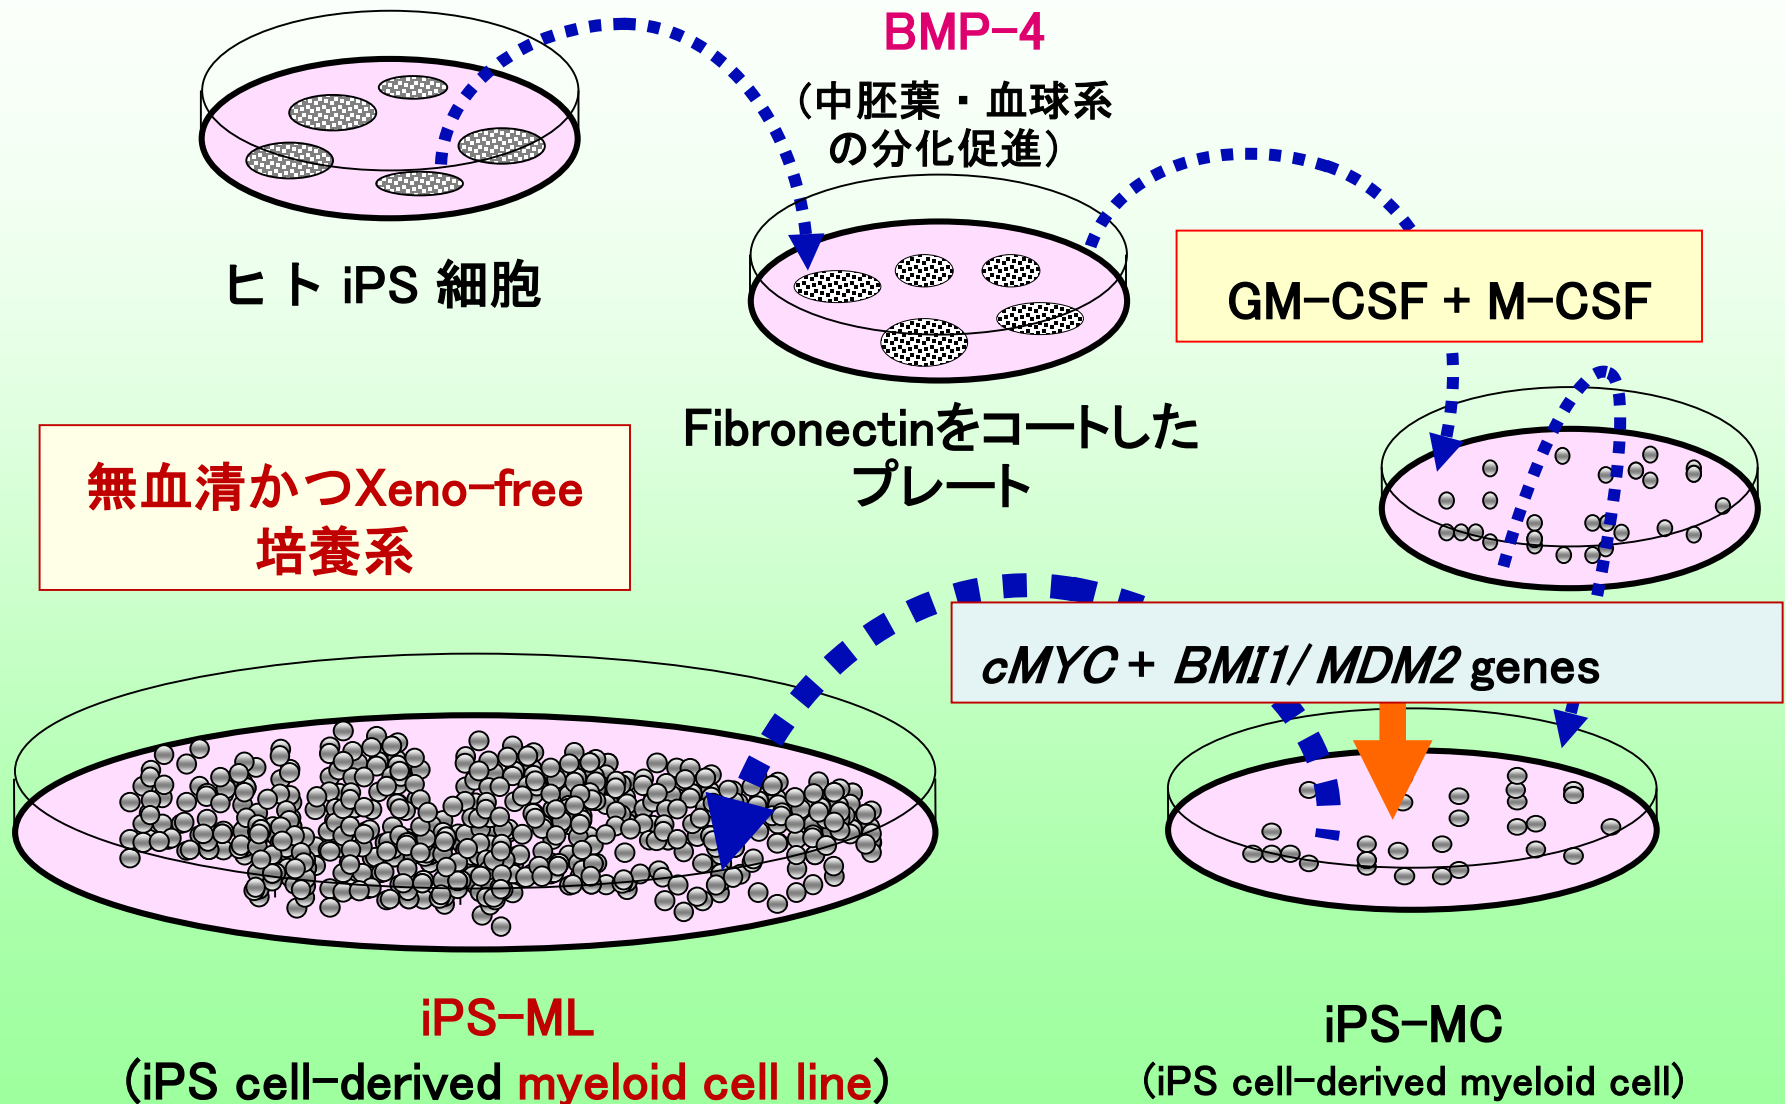 BMP-4
（中胚葉・血球系
の分化促進）
ヒト iPS 細胞
GM-CSF + M-CSF
Fibronectinをコートした
プレート
無血清かつXeno-free
培養系
cMYC + BMI1/ MDM2 genes
iPS-ML
（iPS cell-derived myeloid cell line）
iPS-MC
（iPS cell-derived myeloid cell）